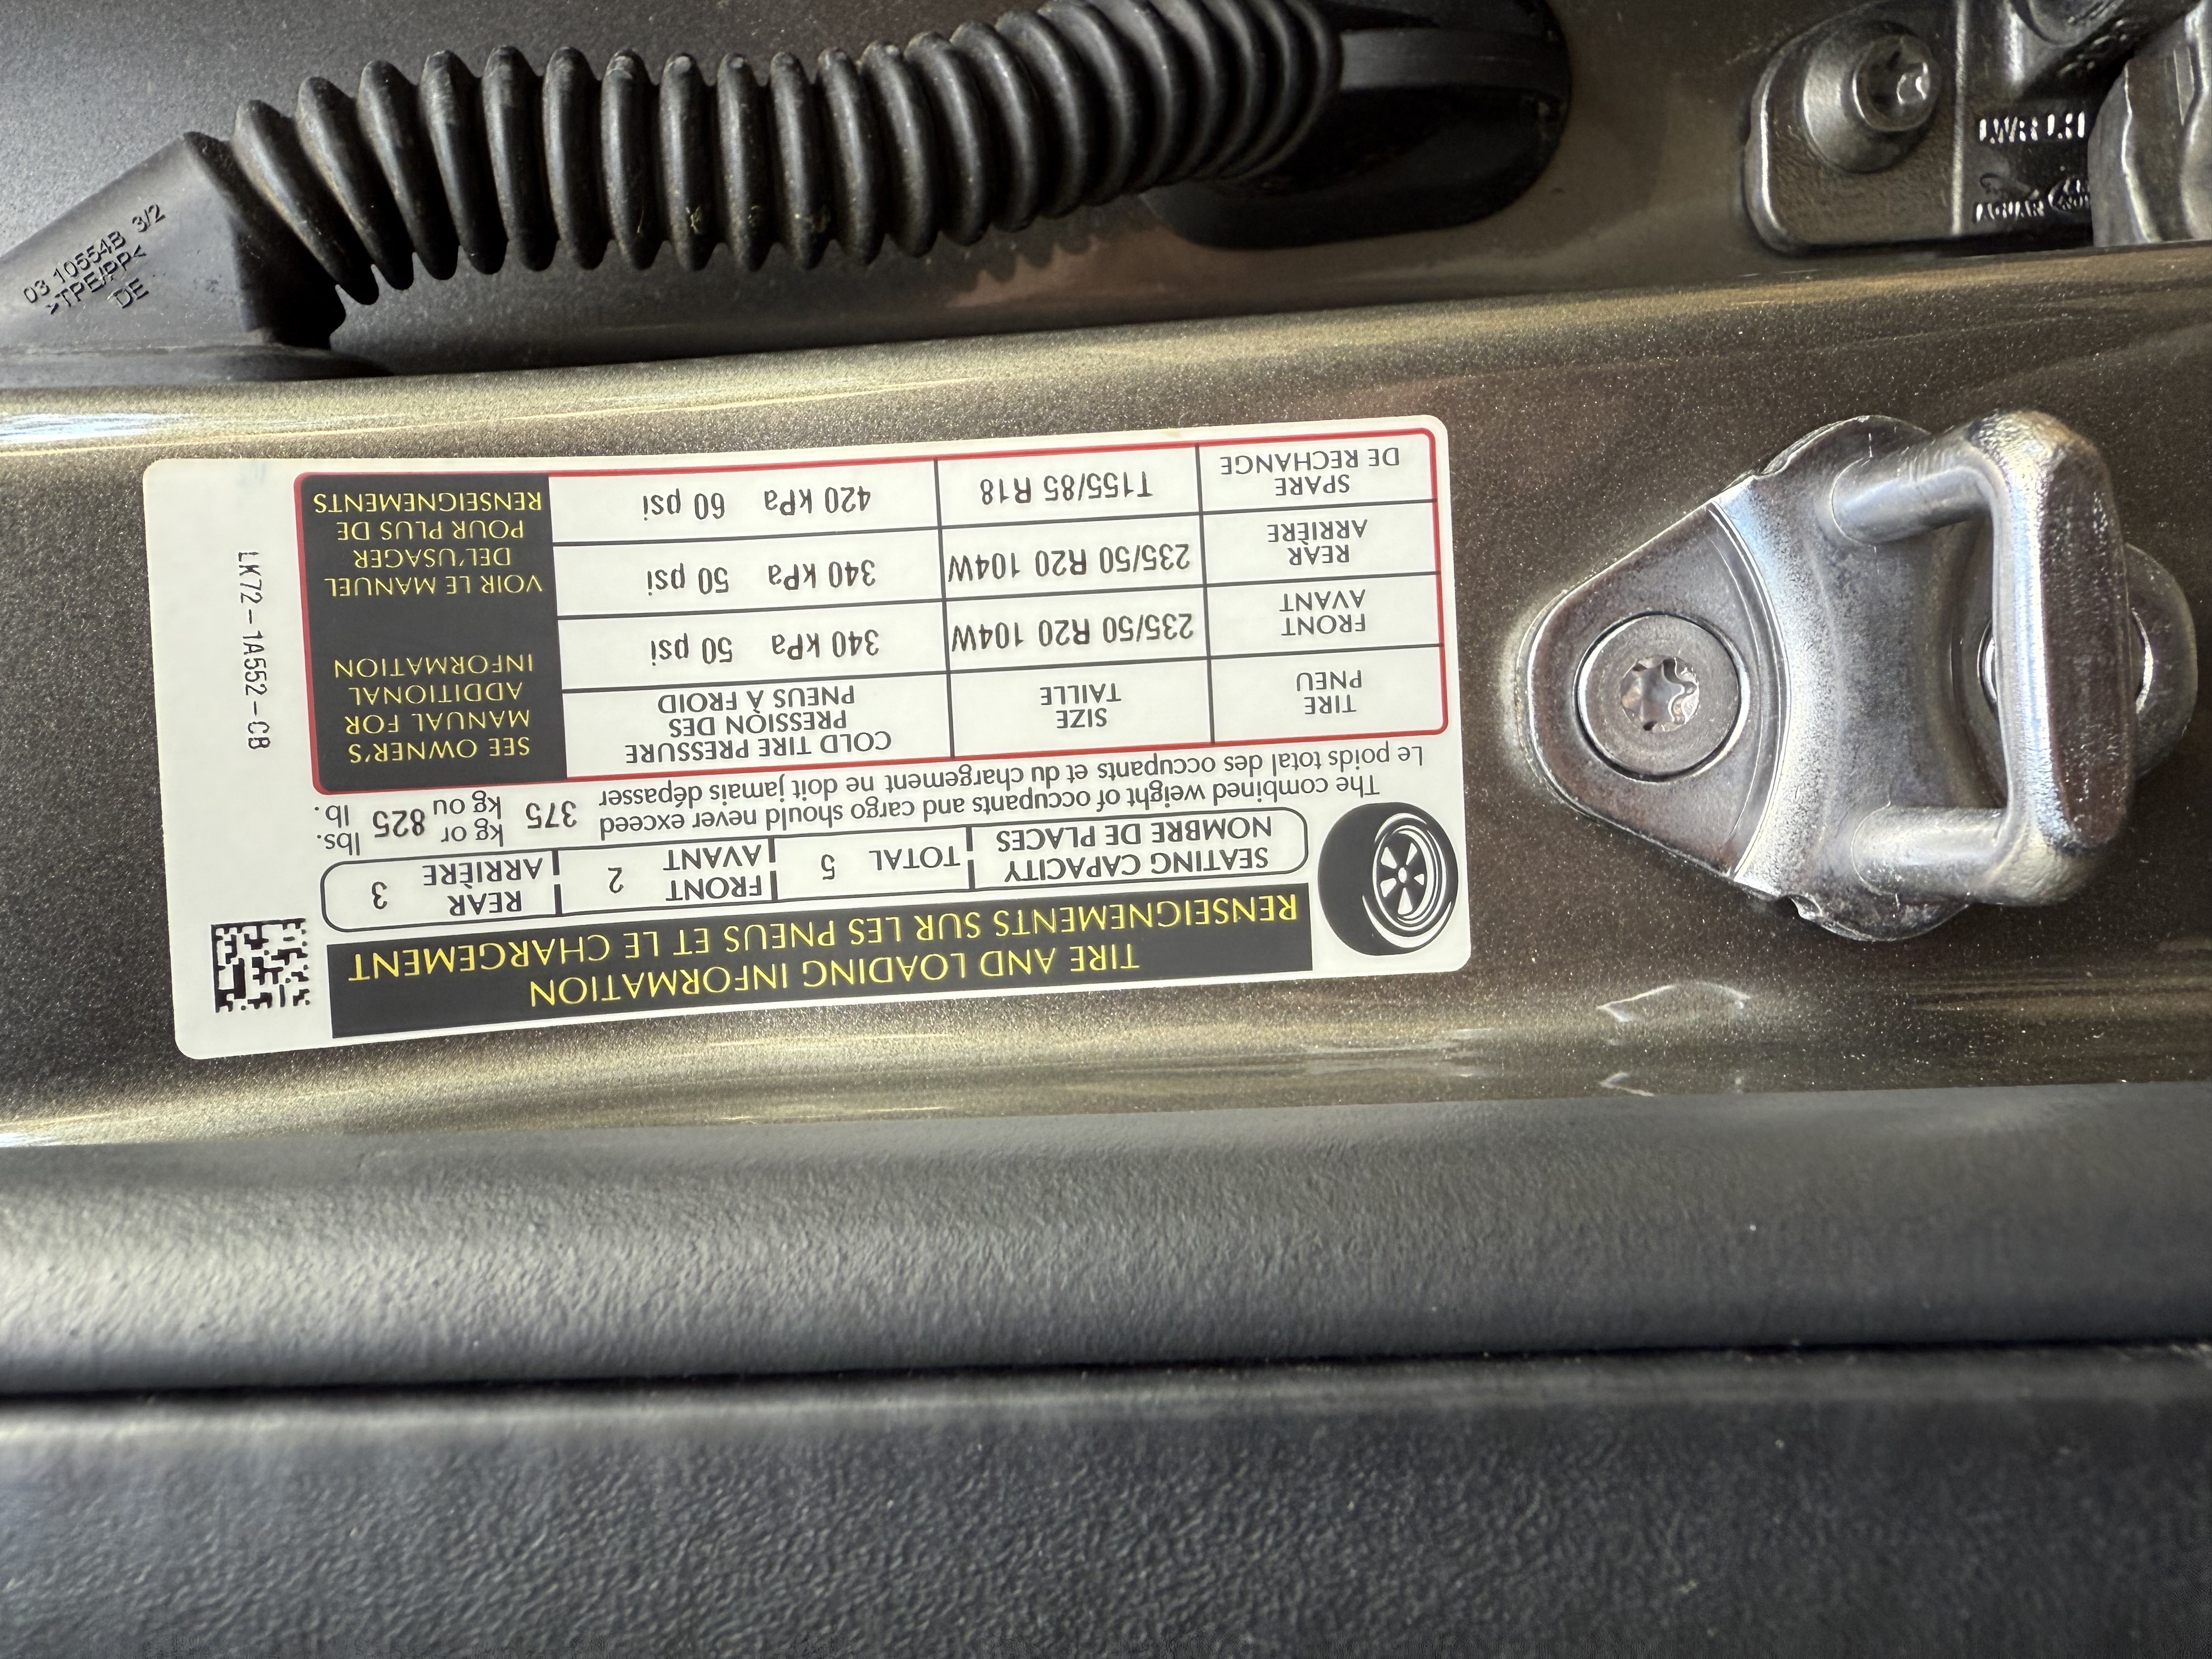 TIRE AND LOADING INFORMATION
RENSEIGNEMENTS SUR LES PNEUS ET LE CHARGEMENT
SEATING CAPACITY
NOMBRE DE PLACES
TOTAL 5
FRONT
AVANT
2
REAR
ARRIÈRE
3
The combined weight of occupants and cargo should never exceed
Le poids total des occupants et du chargement ne doit jamais dépasser
375
kg or
kg ou
825
lbs.
lb.
TIRE
PNEU
SIZE
TAILLE
COLD TIRE PRESSURE
PRESSION DES
PNEUS À FROID
FRONT
AVANT
235/50 R20 104W
340 kPa 50 psi
REAR
ARRIÈRE
235/50 R20 104W
340 kPa 50 psi
SPARE
DE RECHANGE
T155/85 R18
420 kPa 60 psi
SEE OWNER'S
MANUAL FOR
ADDITIONAL
INFORMATION
VOIR LE MANUEL
DEL'USAGER
POUR PLUS DE
RENSEIGNEMENTS
LK72-1A552-CB
03 10554B 3/2
>TPE/PP<
DE
LWR LH
JAGUAR